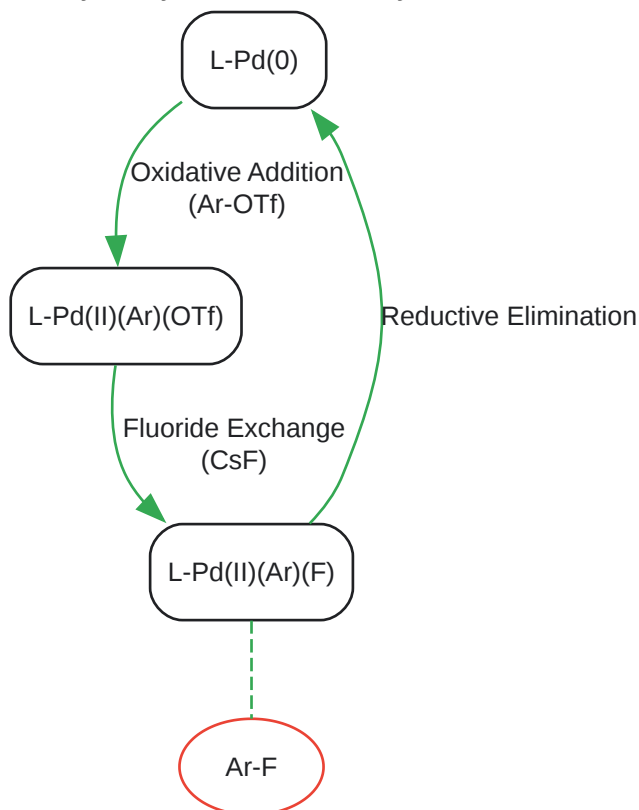 L-Pd(0)
Oxidative Addition
(Ar-OTf)
L-Pd(II)(Ar)(OTf)
Reductive Elimination
Fluoride Exchange
(CsF)
L-Pd(II)(Ar)(F)
Ar-F